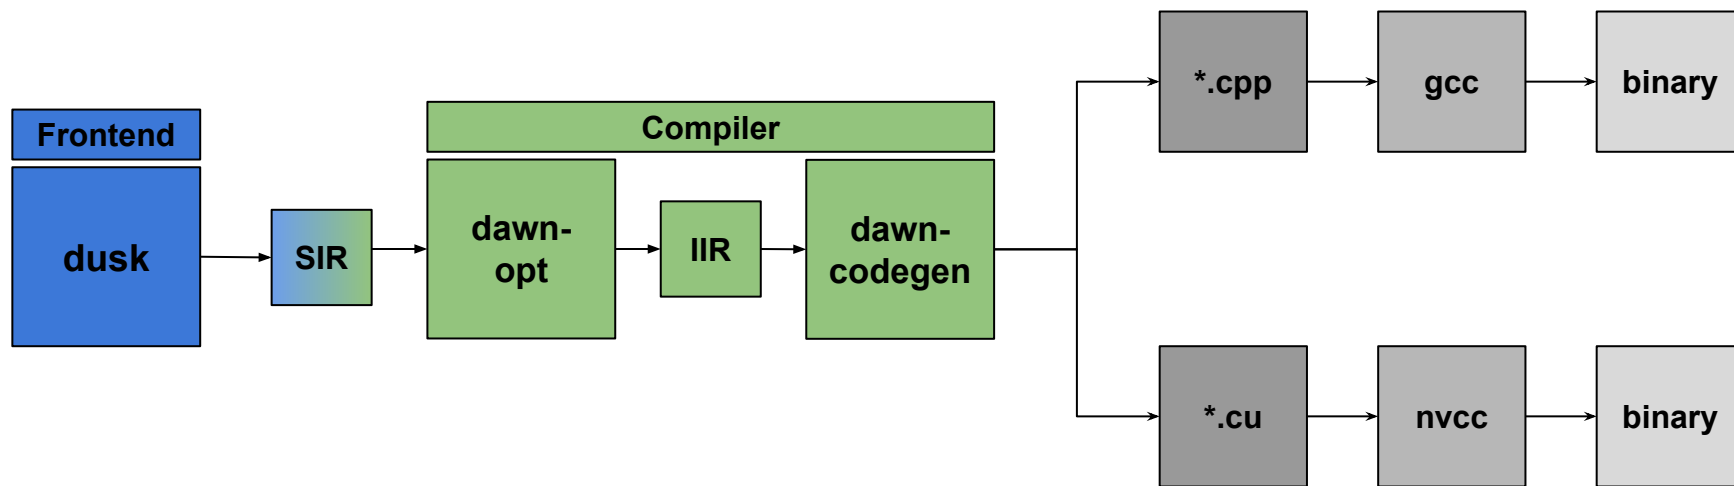 Frontend
dusk
SIR
Compiler
dawn-
opt
IIR
dawn-
codegen
*.cpp
gcc
binary
*.cu
nvcc
binary